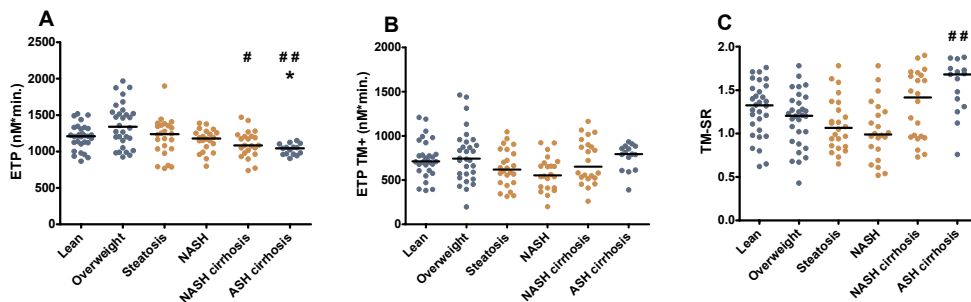 A
ETP (nM*min.)
2500
2000
1500
1000
500
0
#
##
*
Lean
Overweight
Steatosis
NASH
NASH cirrhosis
ASH cirrhosis
B
ETP TM+ (nM*min.)
2000
1500
1000
500
0
Lean
Overweight
Steatosis
NASH
NASH cirrhosis
ASH cirrhosis
C
TM-SR
2.0
1.5
1.0
0.5
0.0
##
Lean
Overweight
Steatosis
NASH
NASH cirrhosis
ASH cirrhosis